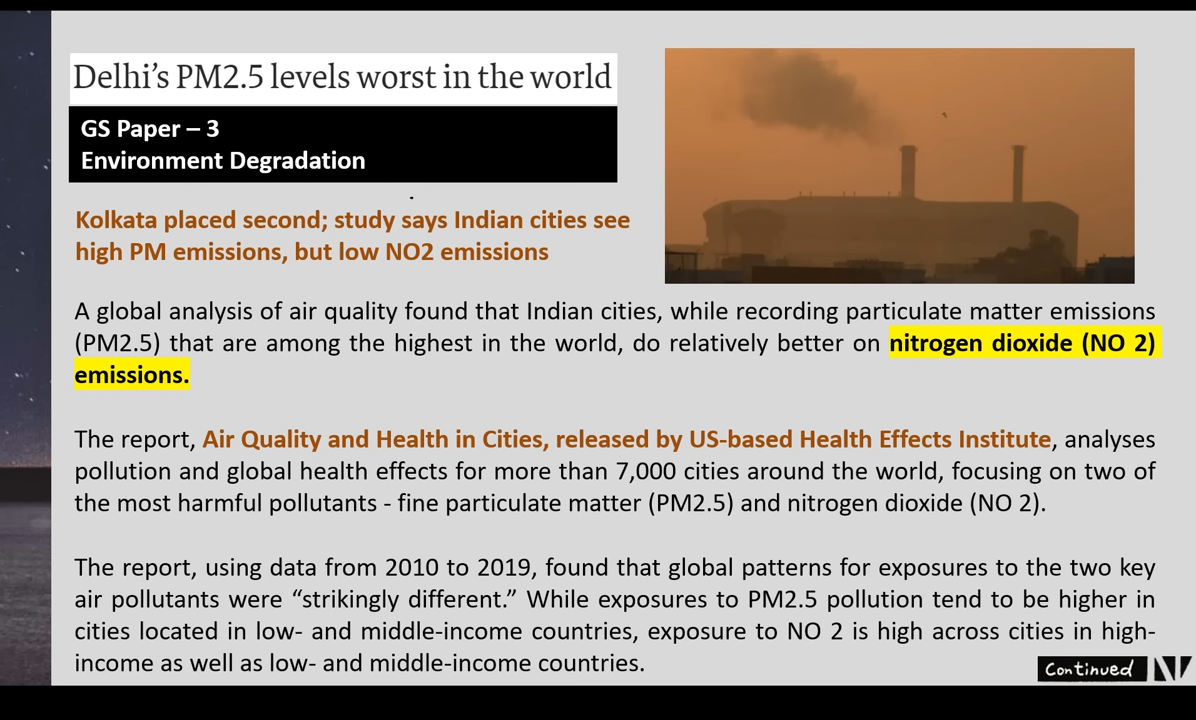 Delhi's PM2.5 levels worst in the world
GS Paper – 3
Environment Degradation
Kolkata placed second; study says Indian cities see
high PM emissions, but low NO2 emissions
A global analysis of air quality found that Indian cities, while recording particulate matter emissions
(PM2.5) that are among the highest in the world, do relatively better on nitrogen dioxide (NO 2)
emissions.
The report, Air Quality and Health in Cities, released by US-based Health Effects Institute, analyses
pollution and global health effects for more than 7,000 cities around the world, focusing on two of
the most harmful pollutants - fine particulate matter (PM2.5) and nitrogen dioxide (NO 2).
The report, using data from 2010 to 2019, found that global patterns for exposures to the two key
air pollutants were “strikingly different.” While exposures to PM2.5 pollution tend to be higher in
cities located in low- and middle-income countries, exposure to NO 2 is high across cities in high-
income as well as low- and middle-income countries.
Continued